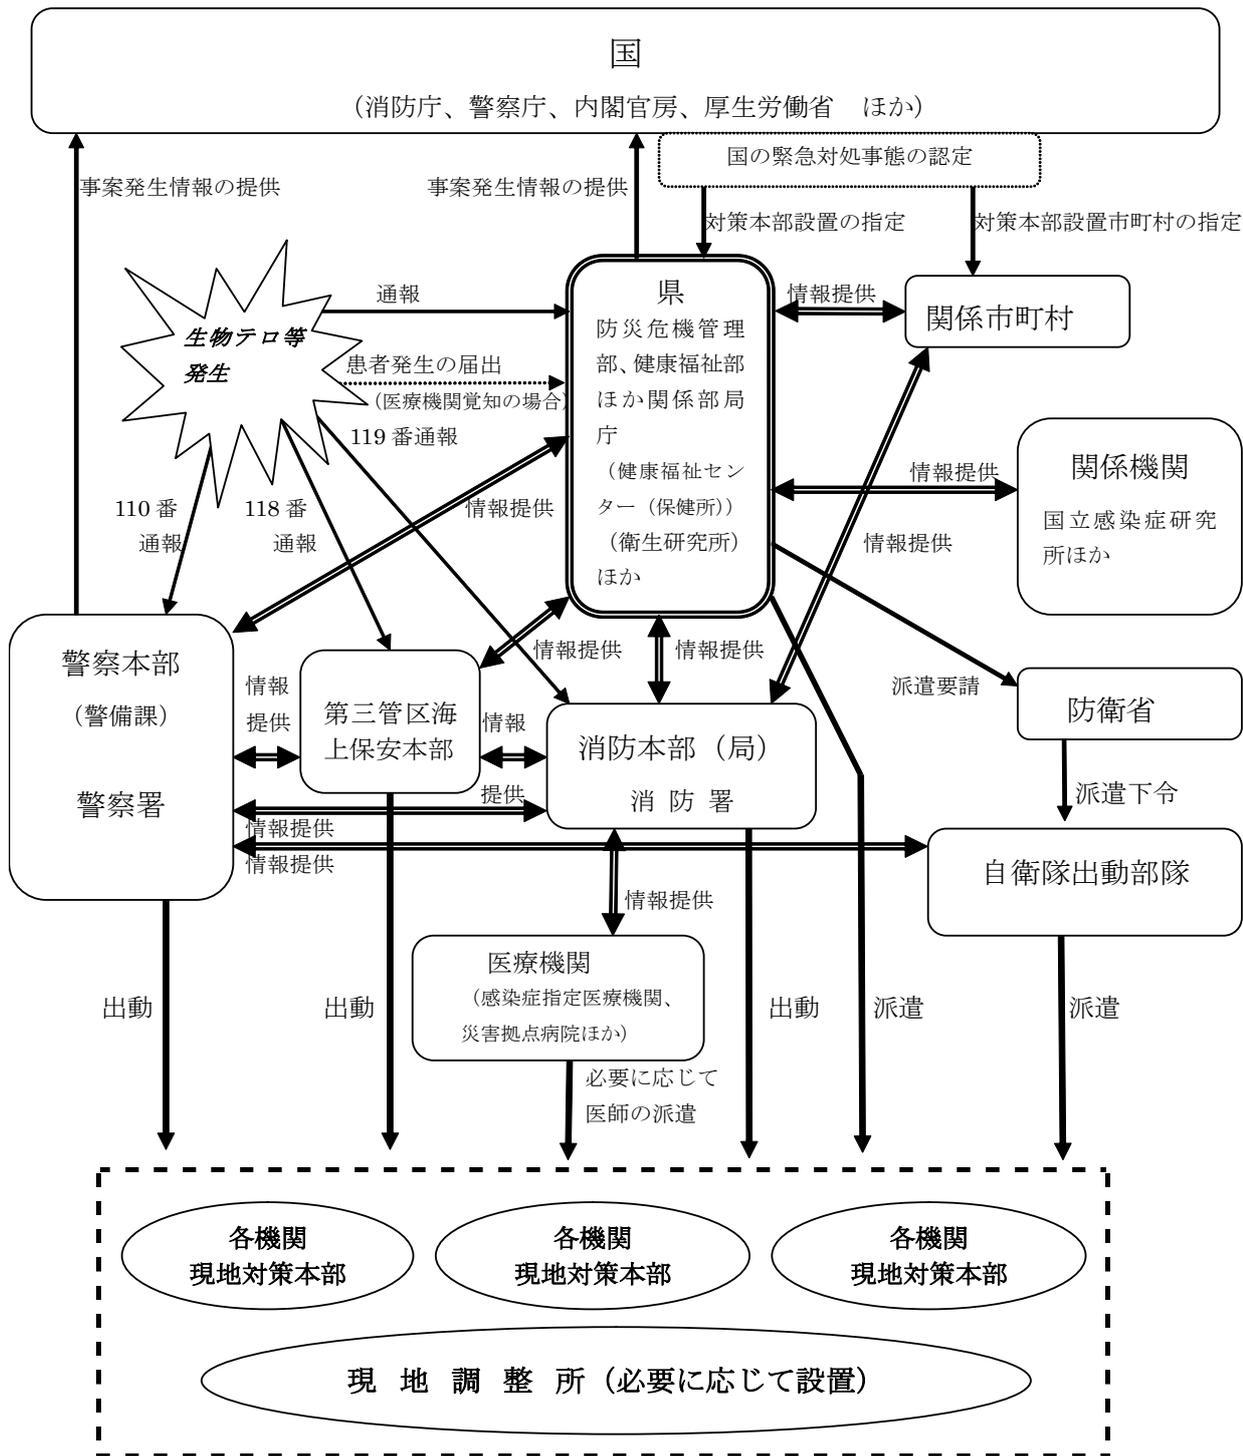 国
（消防庁、警察庁、内閣官房、厚生労働省　ほか）
国の緊急対処事態の認定
事案発生情報の提供
事案発生情報の提供
対策本部設置の指定
対策本部設置市町村の指定
生物テロ等
発生
通報
患者発生の届出
（医療機関覚知の場合）
119 番通報
110 番
通報
118 番
通報
県
防災危機管理
部、健康福祉部
ほか関係部局
庁
（健康福祉セン
ター（保健所））
（衛生研究所）
ほか
情報提供
関係市町村
情報提供
関係機関
国立感染症研究
所ほか
情報提供
情報提供
情報提供
情報提供
派遣要請
防衛省
派遣下令
自衛隊出動部隊
警察本部
（警備課）
警察署
情報
提供
第三管区海
上保安本部
情報
提供
消防本部（局）
消 防 署
情報提供
情報提供
情報提供
医療機関
（感染症指定医療機関、
災害拠点病院ほか）
出動
出動
必要に応じて
医師の派遣
出動
派遣
派遣
各機関
現地対策本部
各機関
現地対策本部
各機関
現地対策本部
現 地 調 整 所（必要に応じて設置）